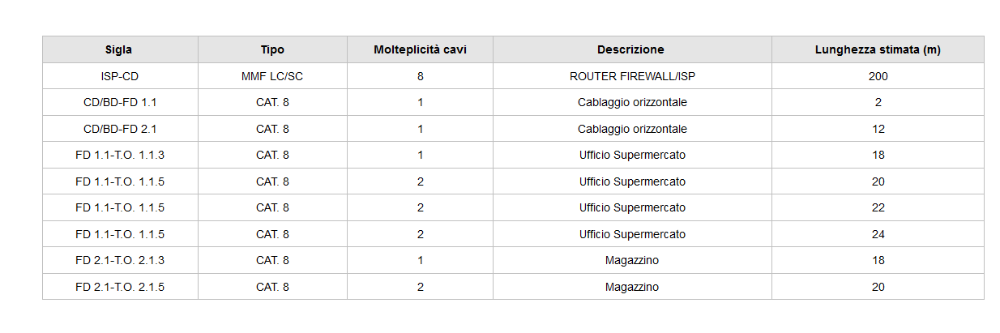 Sigla Tipo Molteplicità cavi Descrizione Lunghezza stimata (m)
ISP-CD MMF LC/SC 8 ROUTER FIREWALL/ISP 200
CD/BD-FD 1.1 CAT. 8 1 Cablaggio orizzontale 2
CD/BD-FD 2.1 CAT. 8 1 Cablaggio orizzontale 12
FD 1.1-T.O. 1.1.3 CAT. 8 1 Ufficio Supermercato 18
FD 1.1-T.O. 1.1.5 CAT. 8 2 Ufficio Supermercato 20
FD 1.1-T.O. 1.1.5 CAT. 8 2 Ufficio Supermercato 22
FD 1.1-T.O. 1.1.5 CAT. 8 2 Ufficio Supermercato 24
FD 2.1-T.O. 2.1.3 CAT. 8 1 Magazzino 18
FD 2.1-T.O. 2.1.5 CAT. 8 2 Magazzino 20